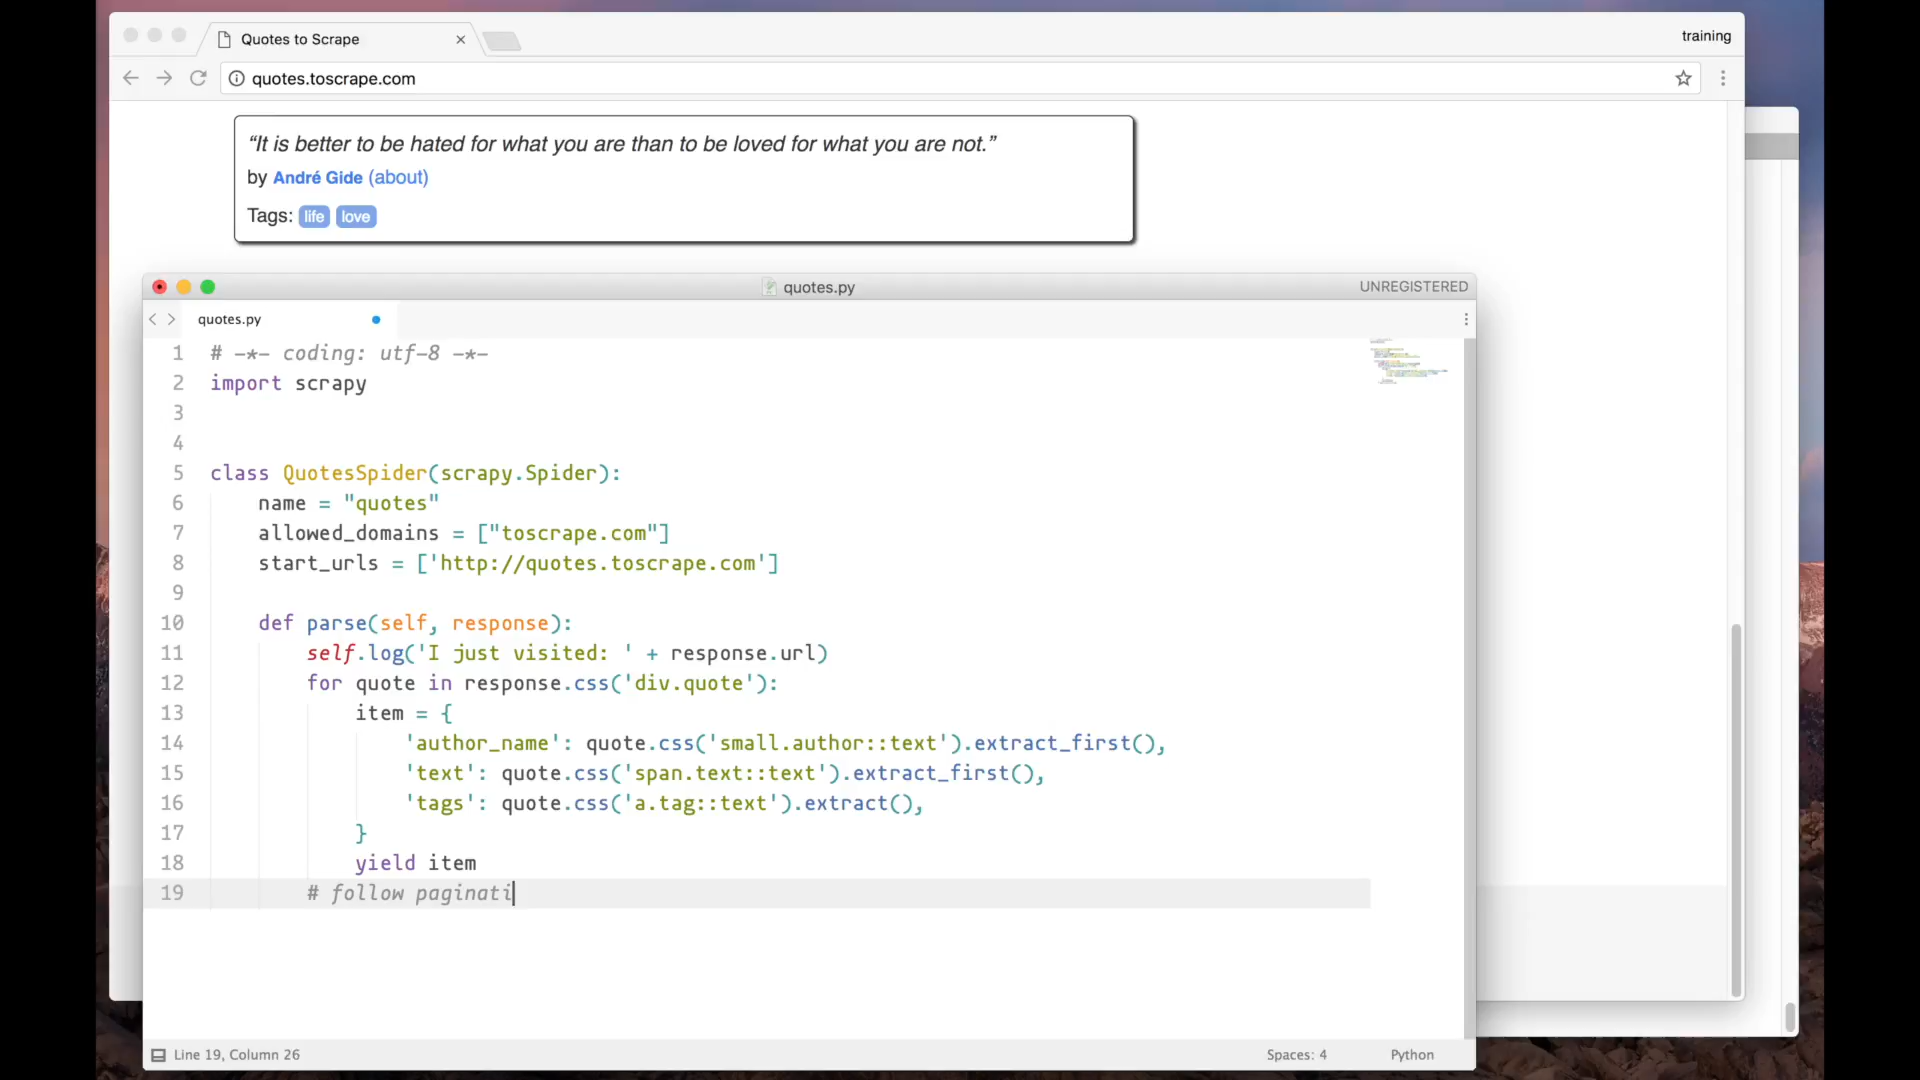 Quotes to Scrape
training
quotes.toscrape.com
“It is better to be hated for what you are than to be loved for what you are not.”
by André Gide (about)
Tags: life love
quotes.py
UNREGISTERED
quotes.py
1 # -*- coding: utf-8 -*-
2 import scrapy
3
4
5 class QuotesSpider(scrapy.Spider):
6     name = "quotes"
7     allowed_domains = ["toscrape.com"]
8     start_urls = ['http://quotes.toscrape.com']
9
10     def parse(self, response):
11         self.log('I just visited: ' + response.url)
12         for quote in response.css('div.quote'):
13             item = {
14                 'author_name': quote.css('small.author::text').extract_first(),
15                 'text': quote.css('span.text::text').extract_first(),
16                 'tags': quote.css('a.tag::text').extract(),
17             }
18             yield item
19         # follow paginati
Line 19, Column 26
Spaces: 4
Python